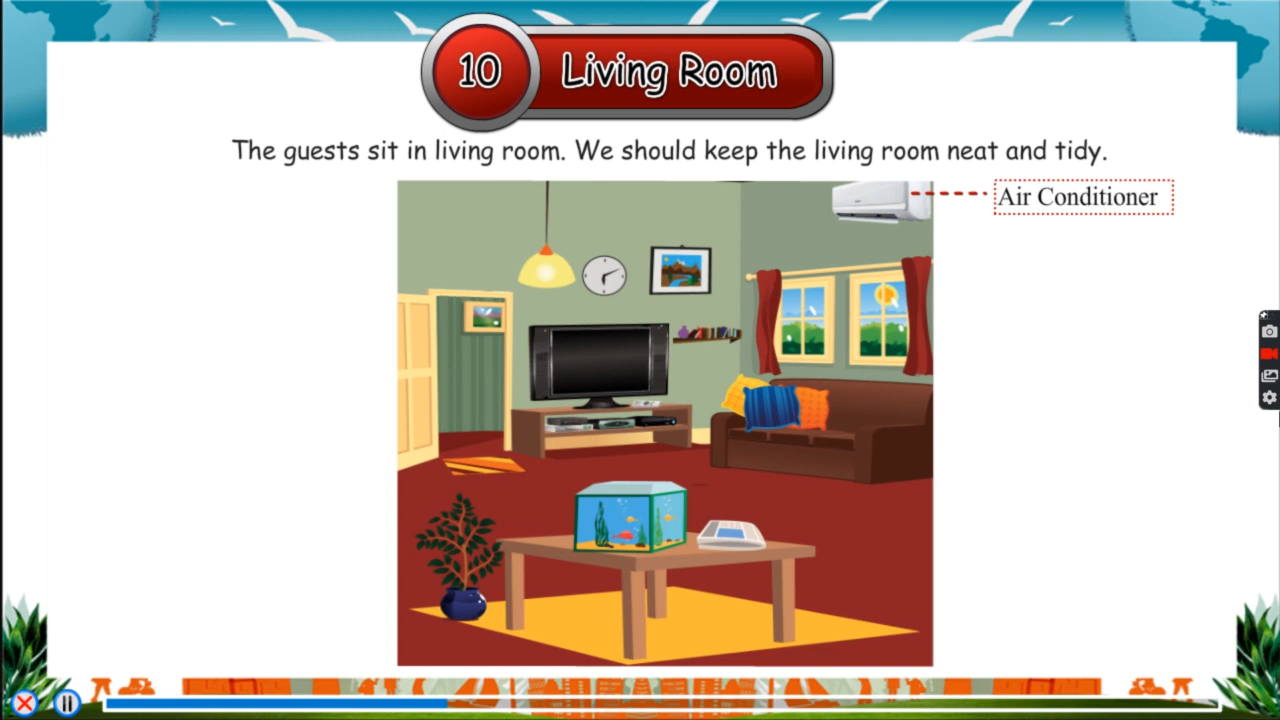 10 Living Room
The guests sit in living room. We should keep the living room neat and tidy.
Air Conditioner